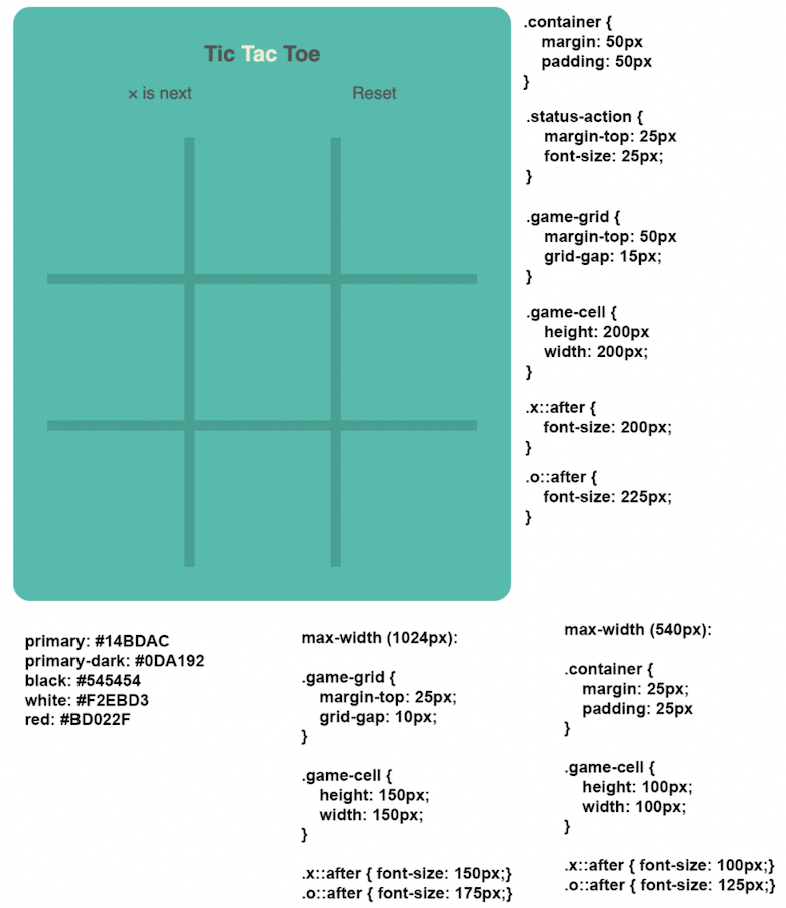 Tic Tac Toe
× is next
Reset
.container {
margin: 50px
padding: 50px
}
.status-action {
margin-top: 25px
font-size: 25px;
}
.game-grid {
margin-top: 50px
grid-gap: 15px;
}
.game-cell {
height: 200px
width: 200px;
}
.x::after {
font-size: 200px;
}
.o::after {
font-size: 225px;
}
primary: #14BDAC
primary-dark: #0DA192
black: #545454
white: #F2EBD3
red: #BD022F
max-width (1024px):
.game-grid {
margin-top: 25px;
grid-gap: 10px;
}
.game-cell {
height: 150px;
width: 150px;
}
.x::after { font-size: 150px;}
.o::after { font-size: 175px;}
max-width (540px):
.container {
margin: 25px;
padding: 25px
}
.game-cell {
height: 100px;
width: 100px;
}
.x::after { font-size: 100px;}
.o::after { font-size: 125px;}